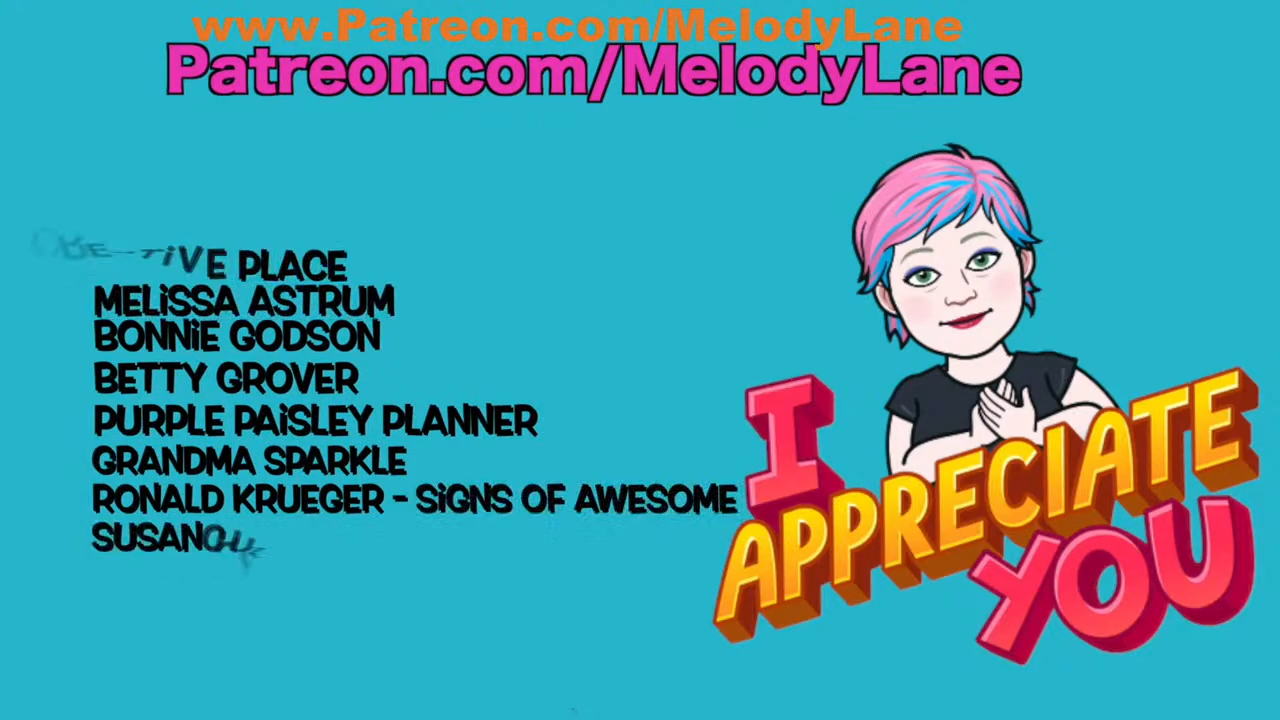 www.Patreon.com/MelodyLane
Patreon.com/MelodyLane
PLACE
MELiSSA ASTRUM
BONNiE GODSON
BETTY GROVER
PURPLE PAiSLEY PLANNER
GRANDMA SPARKLE
RONALD KRUEGER - SiGNS OF AWESOME
I
APPRECIATE
YOU